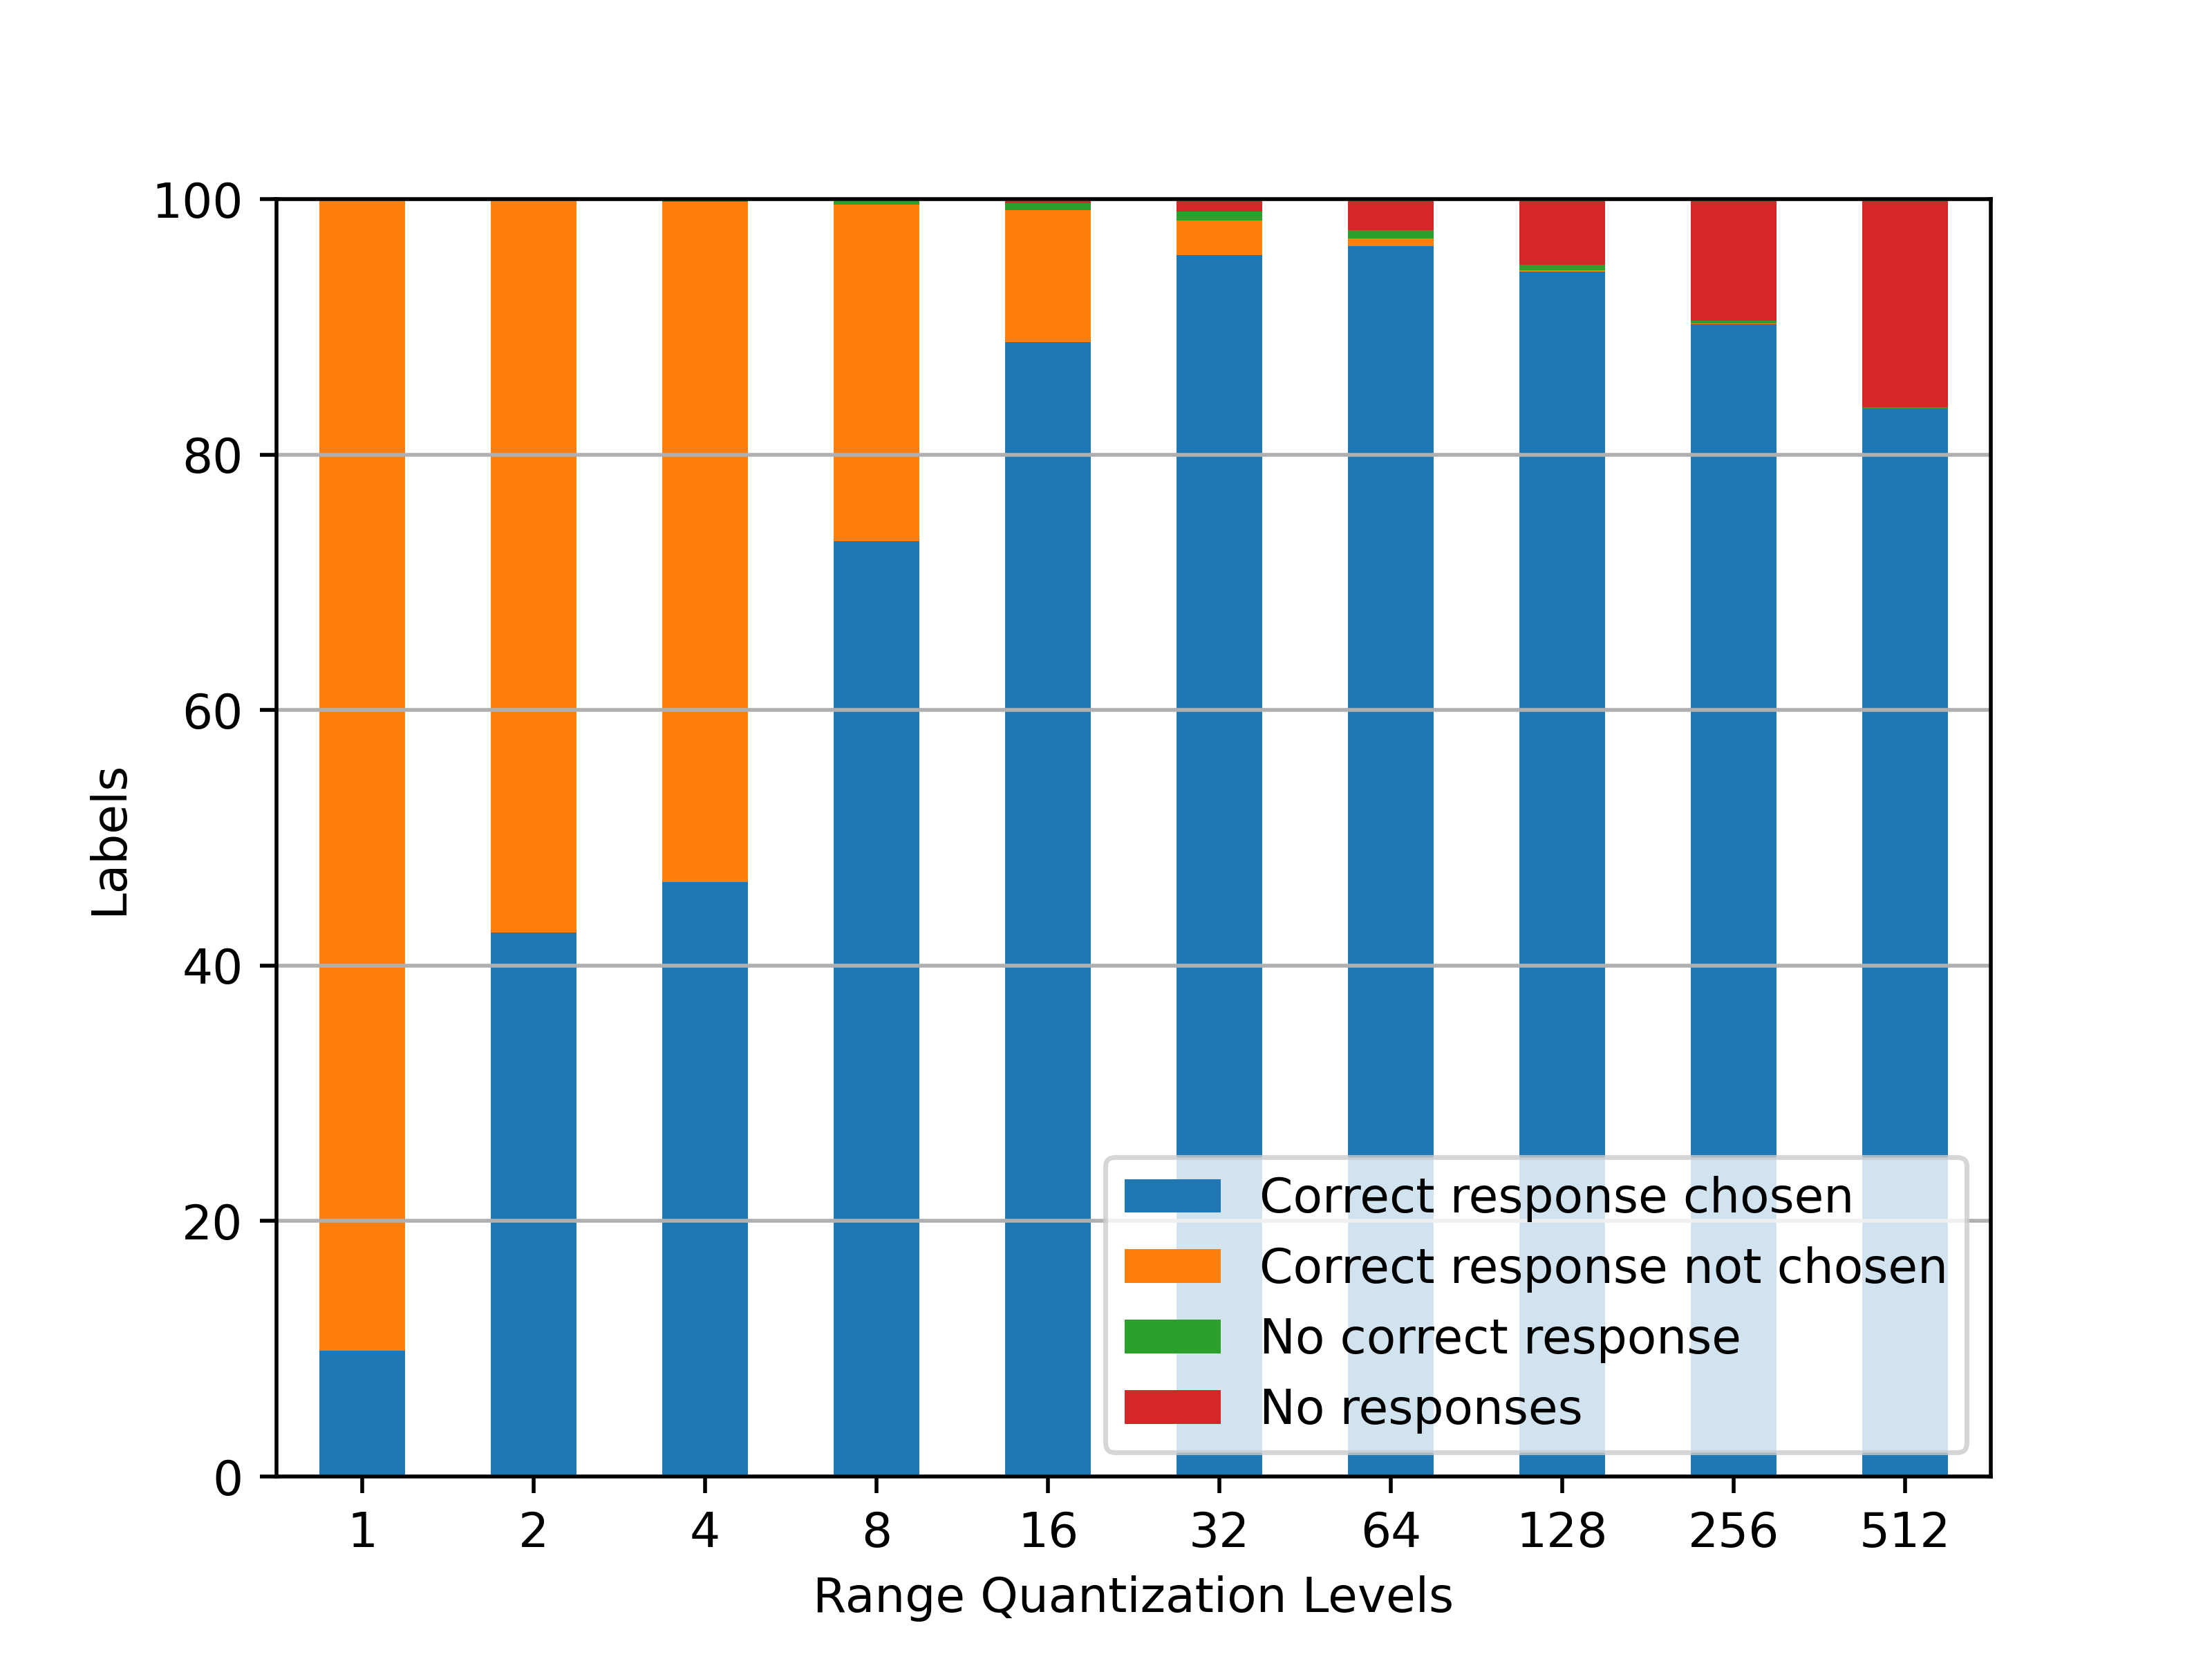 100
80
60
40
20
0
Labels
Correct response chosen
Correct response not chosen
No correct response
No responses
1 2 4 8 16 32 64 128 256 512
Range Quantization Levels